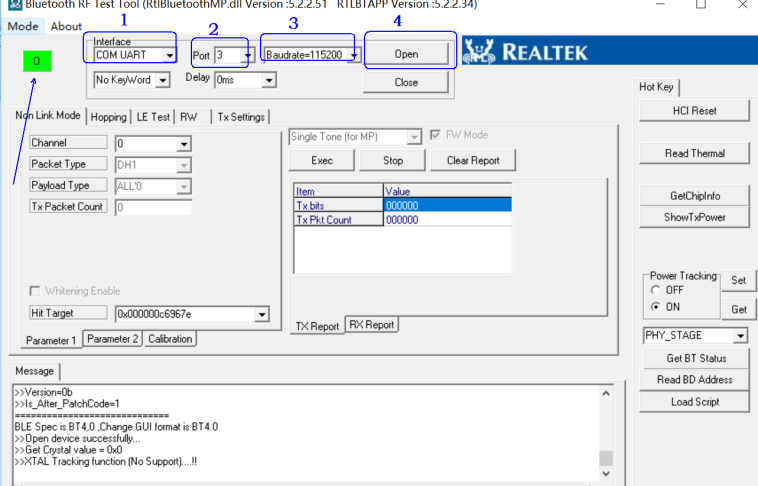 Bluetooth RF Test Tool (RtlBluetoothMP.dll Version :5.2.2.51 RTLBTAPP Version :5.2.2.34)
Mode About
1 2 3 4
Interface
COM UART Port 3 Baudrate=115200 Open
0
No KeyWord Delay 0ms Close
REALTEK
Hot Key
HCI Reset
Read Thermal
GetChipInfo
ShowTxPower
Power Tracking
OFF
ON
Set
Get
PHY_STAGE
Get BT Status
Read BD Address
Load Script
Non Link Mode Hopping LE Test RW Tx Settings
Channel 0
Packet Type DH1
Payload Type ALL'0
Tx Packet Count 0
Whitening Enable
Hit Target 0x000000c6967e
Parameter 1 Parameter 2 Calibration
Single Tone (for MP) FW Mode
Exec Stop Clear Report
Item Value
Tx bits 000000
Tx Pkt Count 000000
TX Report RX Report
Message
>>Version=0b
>>Is_After_PatchCode=1
============================
BLE Spec is BT4,0 ,Change GUI format is BT4.0
>>Open device successfully...
>>Get Crystal value = 0x0
>>XTAL Tracking function (No Support)....!!